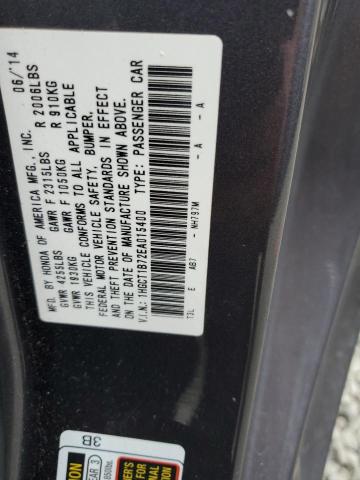 MFD. BY HONDA OF AMERICA MFG., INC. 06/'14
GVWR 4255LBS GAWR F 2315LBS R 2006LBS
GVWR 1930KG GAWR F 1050KG R 910KG
THIS VEHICLE CONFORMS TO ALL APPLICABLE
FEDERAL MOTOR VEHICLE SAFETY, BUMPER,
AND THEFT PREVENTION STANDARDS IN EFFECT
ON THE DATE OF MANUFACTURE SHOWN ABOVE.
V.I.N.: 1HGCT1B72EA015400 TYPE: PASSENGER CAR
T3L E AB7 - NH797M - A - A
3B